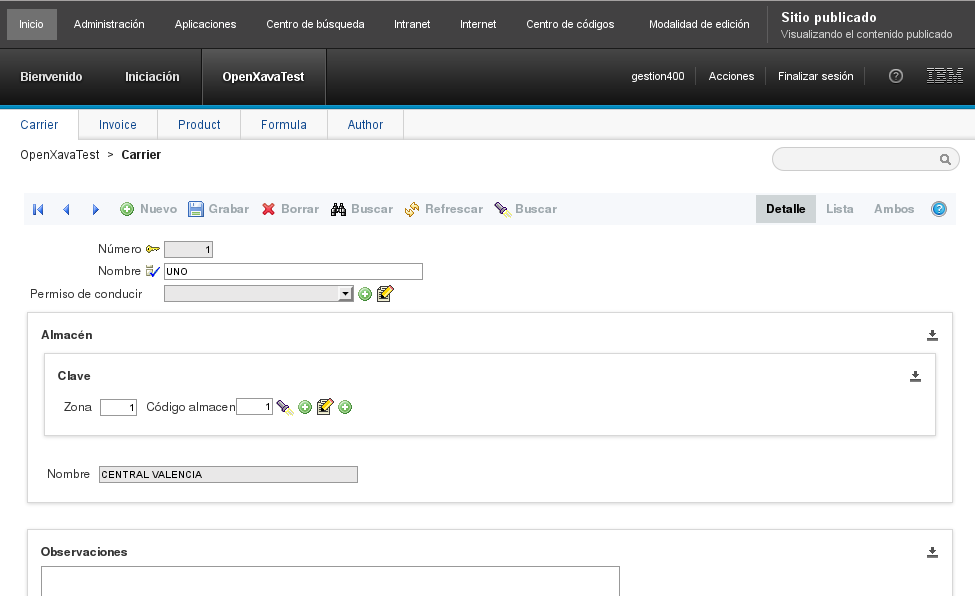 Inicio Administración Aplicaciones Centro de búsqueda Intranet Internet Centro de códigos Modalidad de edición Sitio publicado
Visualizando el contenido publicado
Bienvenido Iniciación OpenXavaTest gestion400 Acciones Finalizar sesión ? IBM
Carrier Invoice Product Formula Author
OpenXavaTest > Carrier
Nuevo Grabar Borrar Buscar Refrescar Buscar Detalle Lista Ambos ?
Número 1
Nombre UNO
Permiso de conducir
Almacén
Clave
Zona 1 Código almacen 1
Nombre CENTRAL VALENCIA
Observaciones